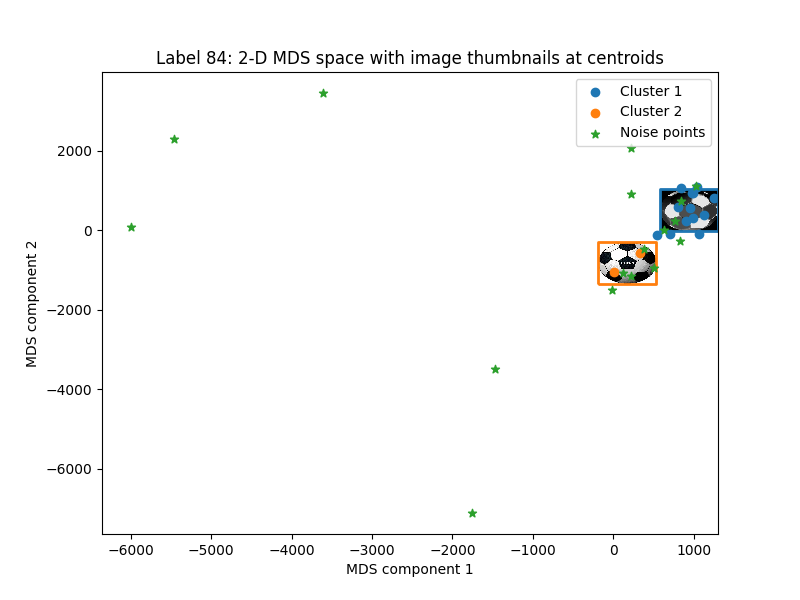 Label 84: 2-D MDS space with image thumbnails at centroids
Cluster 1
Cluster 2
Noise points
2000
0
−2000
−4000
−6000
MDS component 2
−6000
−5000
−4000
−3000
−2000
−1000
0
1000
MDS component 1